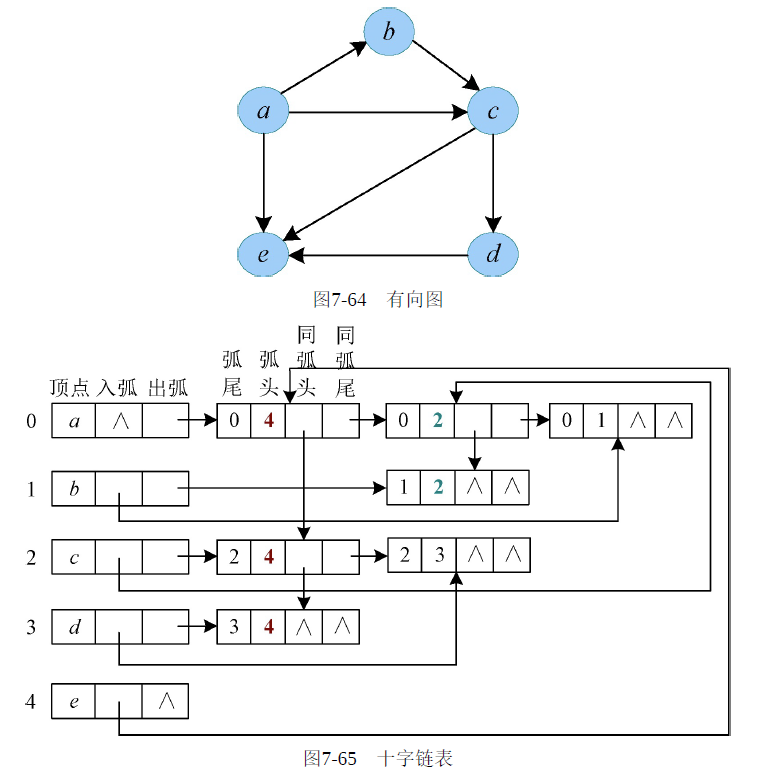 b
a
c
e
d
图7-64 有向图
同 同
弧 弧 弧 弧
顶点 入弧 出弧 尾 头 头 尾
0 a ∧ 0 4 0 2 0 1 ∧ ∧
1 b 1 2 ∧ ∧
2 c 2 4 2 3 ∧ ∧
3 d 3 4 ∧ ∧
4 e ∧
图7-65 十字链表